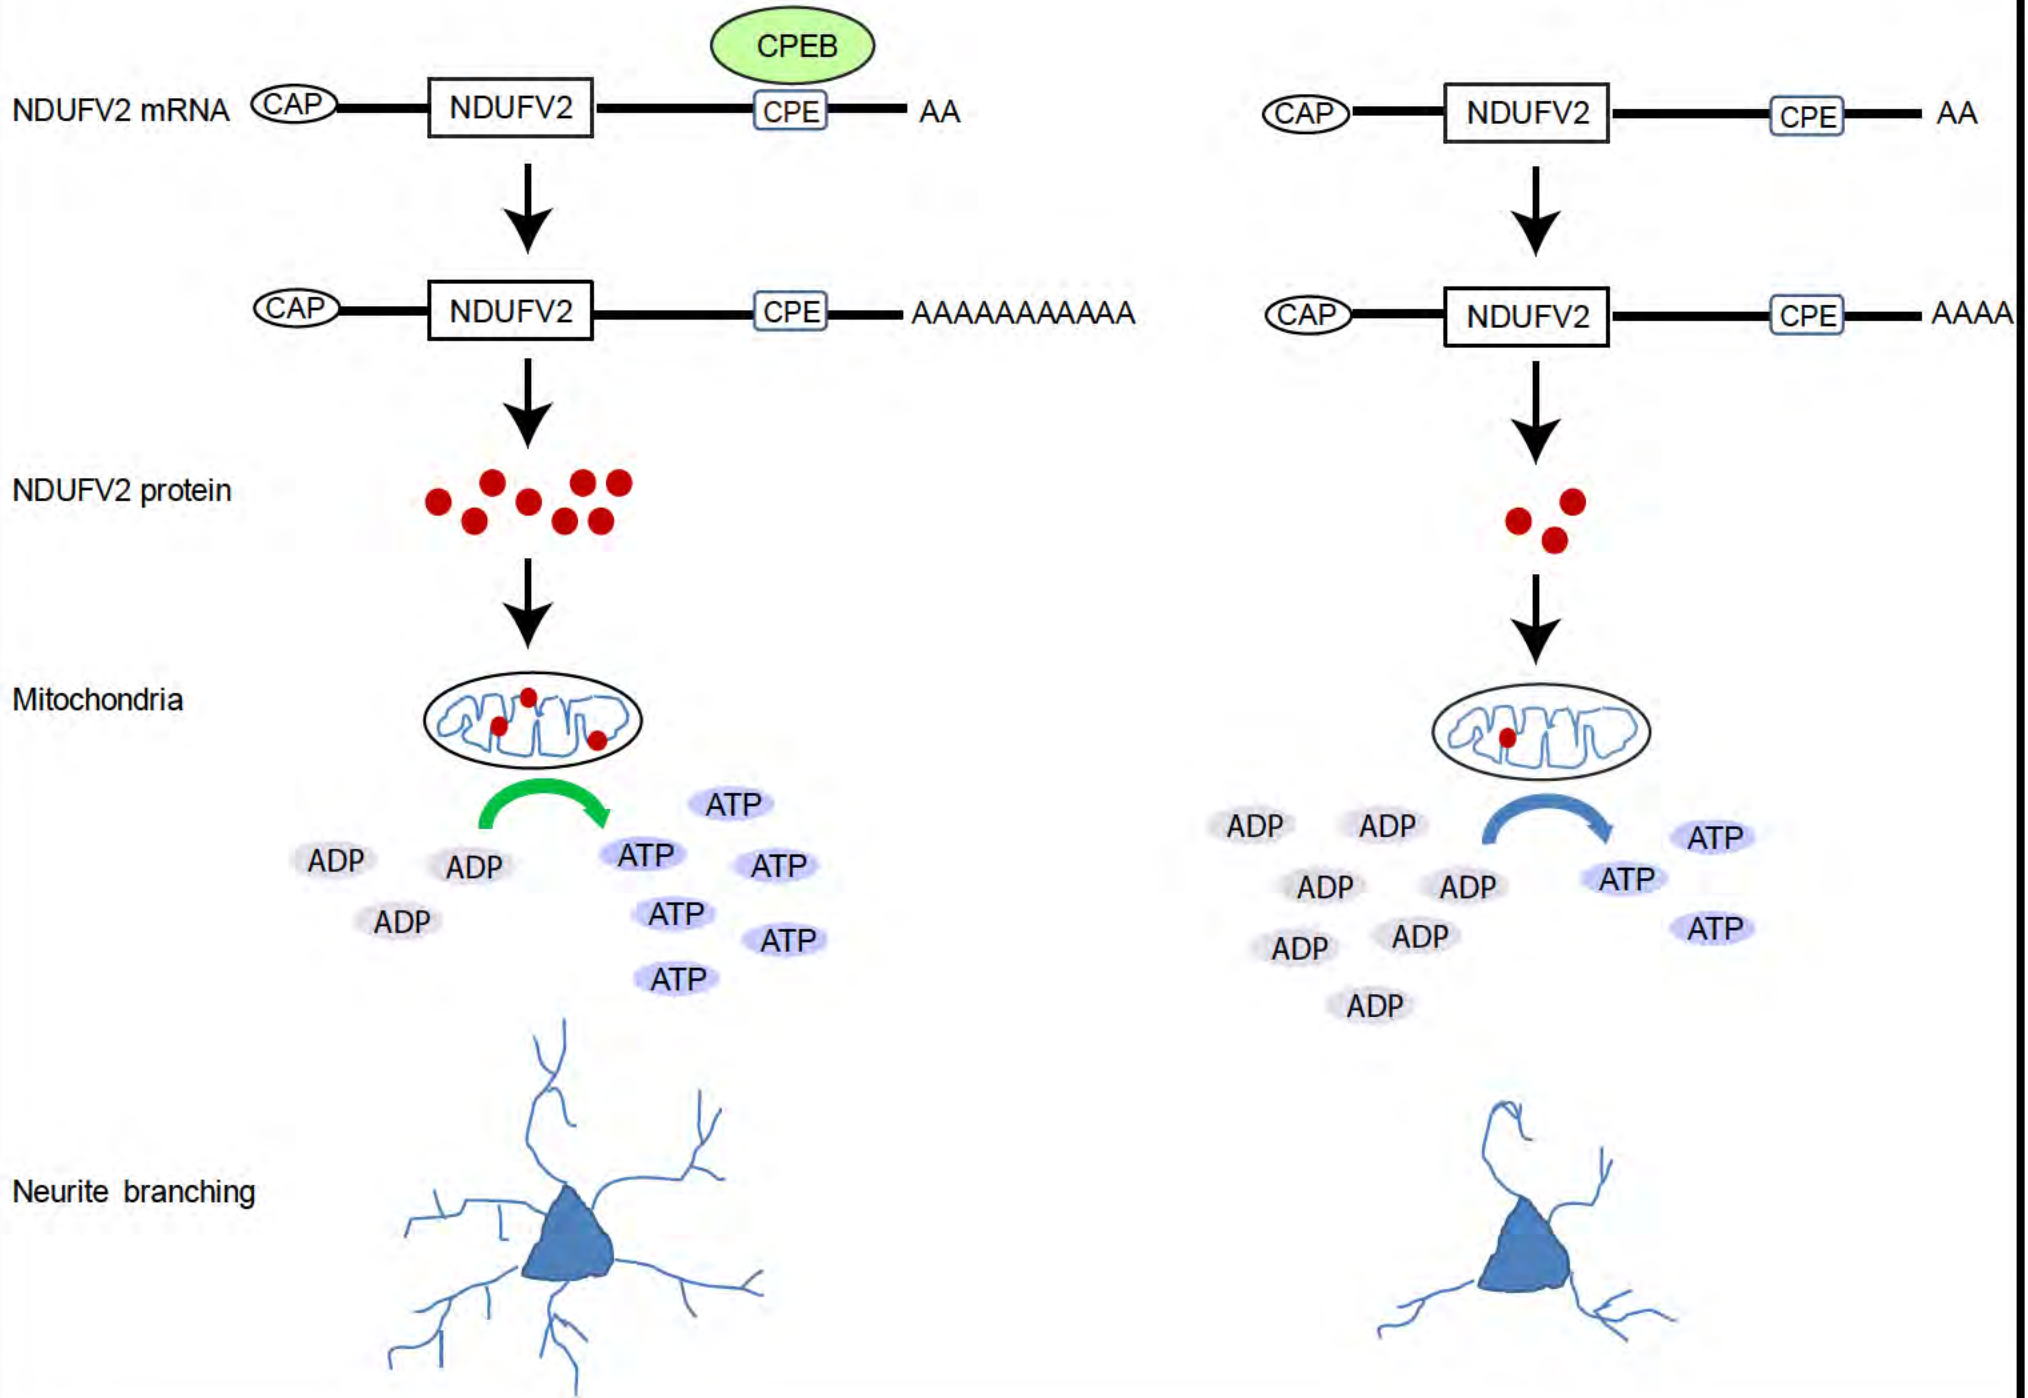 CPEB
NDUFV2 mRNA CAP NDUFV2 CPE AA
CAP NDUFV2 CPE AA
CAP NDUFV2 CPE AAAAAAAAAAA
CAP NDUFV2 CPE AAAA
NDUFV2 protein
Mitochondria
ADP
ADP
ADP
ATP
ATP
ATP
ATP
ATP
ATP
ADP
ADP
ADP
ADP
ADP
ADP
ADP
ATP
ATP
ATP
Neurite branching